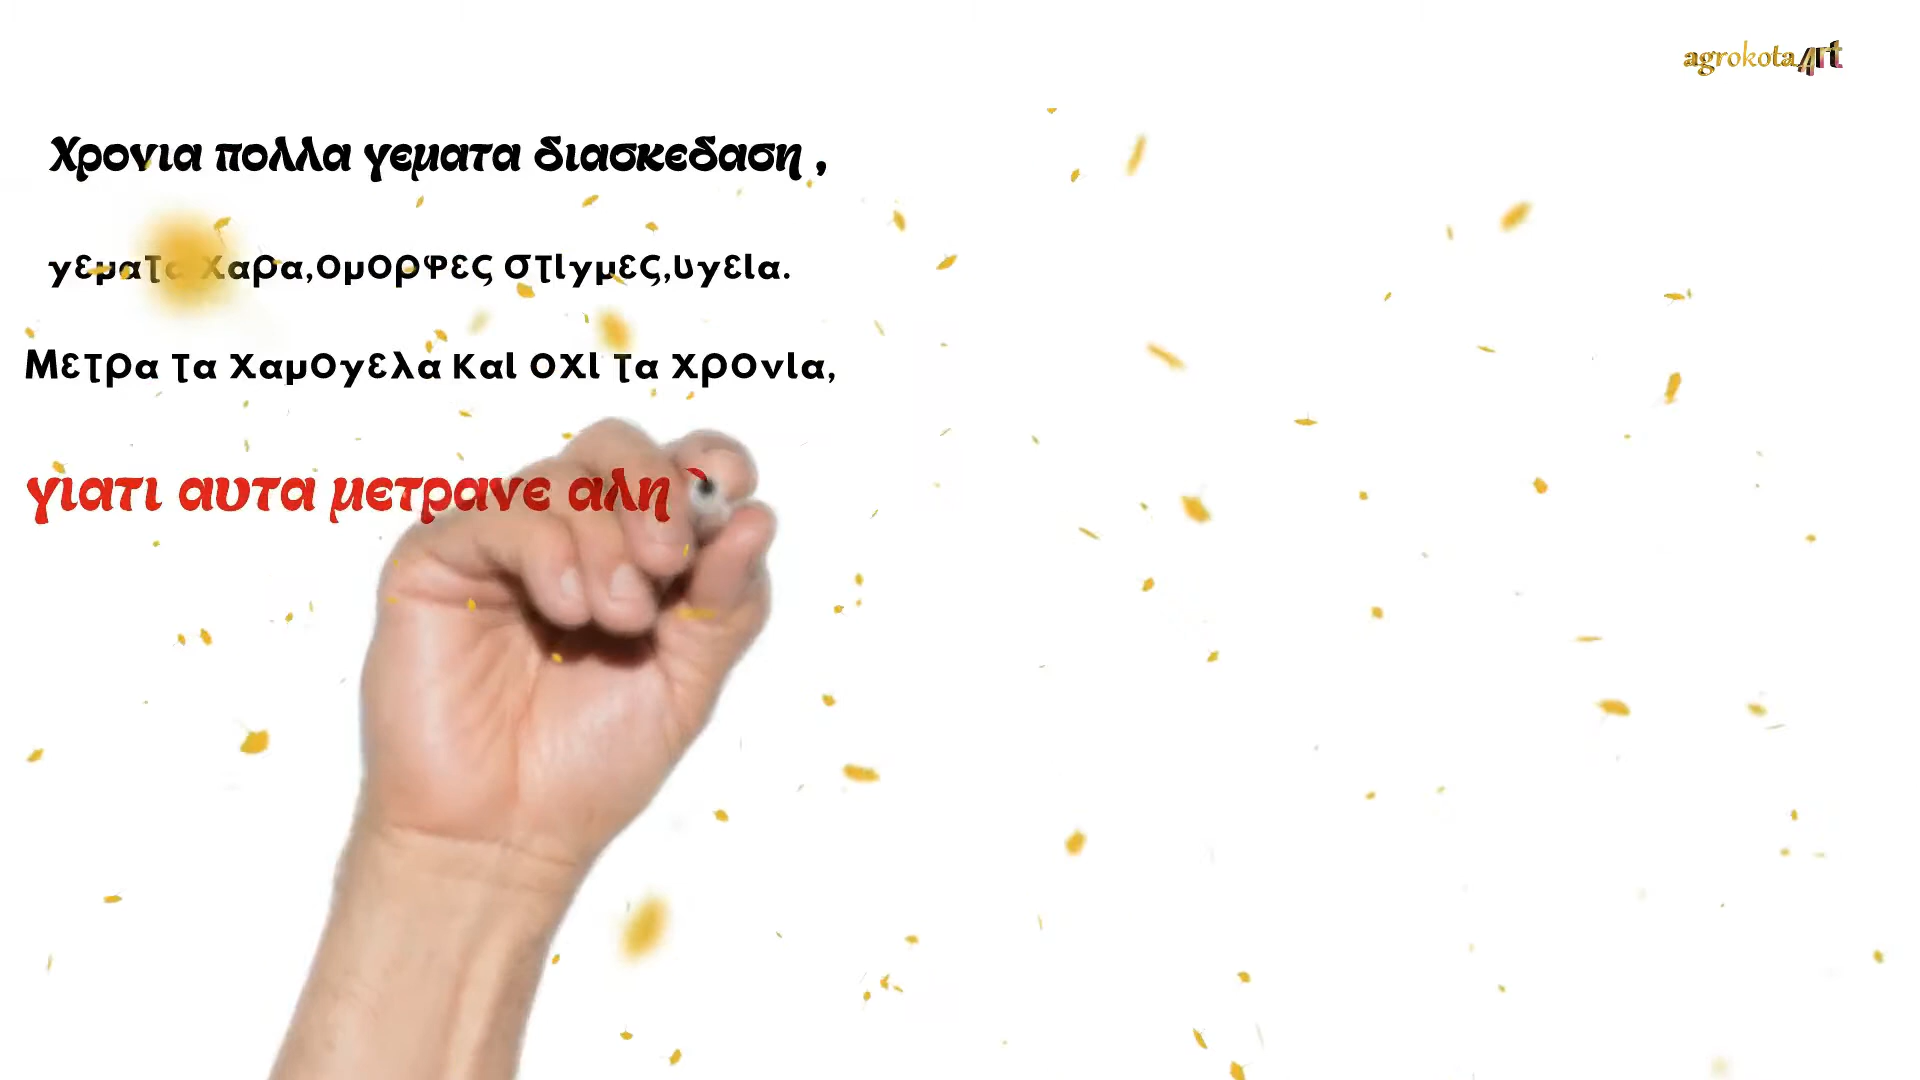 agrokotaArt
Χρονια πολλα γεματα διασκεδαση ,
γεματα χαρα,ομορφες στιγμες,υγεια.
Μετρα τα χαμογελα και οχι τα χρονια,
γιατι αυτα μετρανε αλη